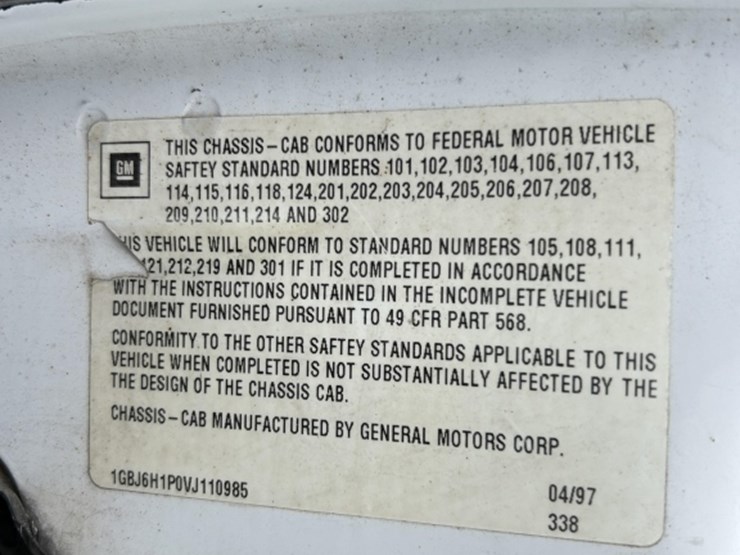 GM
THIS CHASSIS-CAB CONFORMS TO FEDERAL MOTOR VEHICLE
SAFTEY STANDARD NUMBERS 101,102,103,104,106,107,113,
114,115,116,118,124,201,202,203,204,205,206,207,208,
209,210,211,214 AND 302
VEHICLE WILL CONFORM TO STANDARD NUMBERS 105,108,111,
121,212,219 AND 301 IF IT IS COMPLETED IN ACCORDANCE
WITH THE INSTRUCTIONS CONTAINED IN THE INCOMPLETE VEHICLE
DOCUMENT FURNISHED PURSUANT TO 49 CFR PART 568.
CONFORMITY TO THE OTHER SAFTEY STANDARDS APPLICABLE TO THIS
VEHICLE WHEN COMPLETED IS NOT SUBSTANTIALLY AFFECTED BY THE
THE DESIGN OF THE CHASSIS CAB.
CHASSIS-CAB MANUFACTURED BY GENERAL MOTORS CORP.
1GBJ6H1P0VJ110985
04/97
338